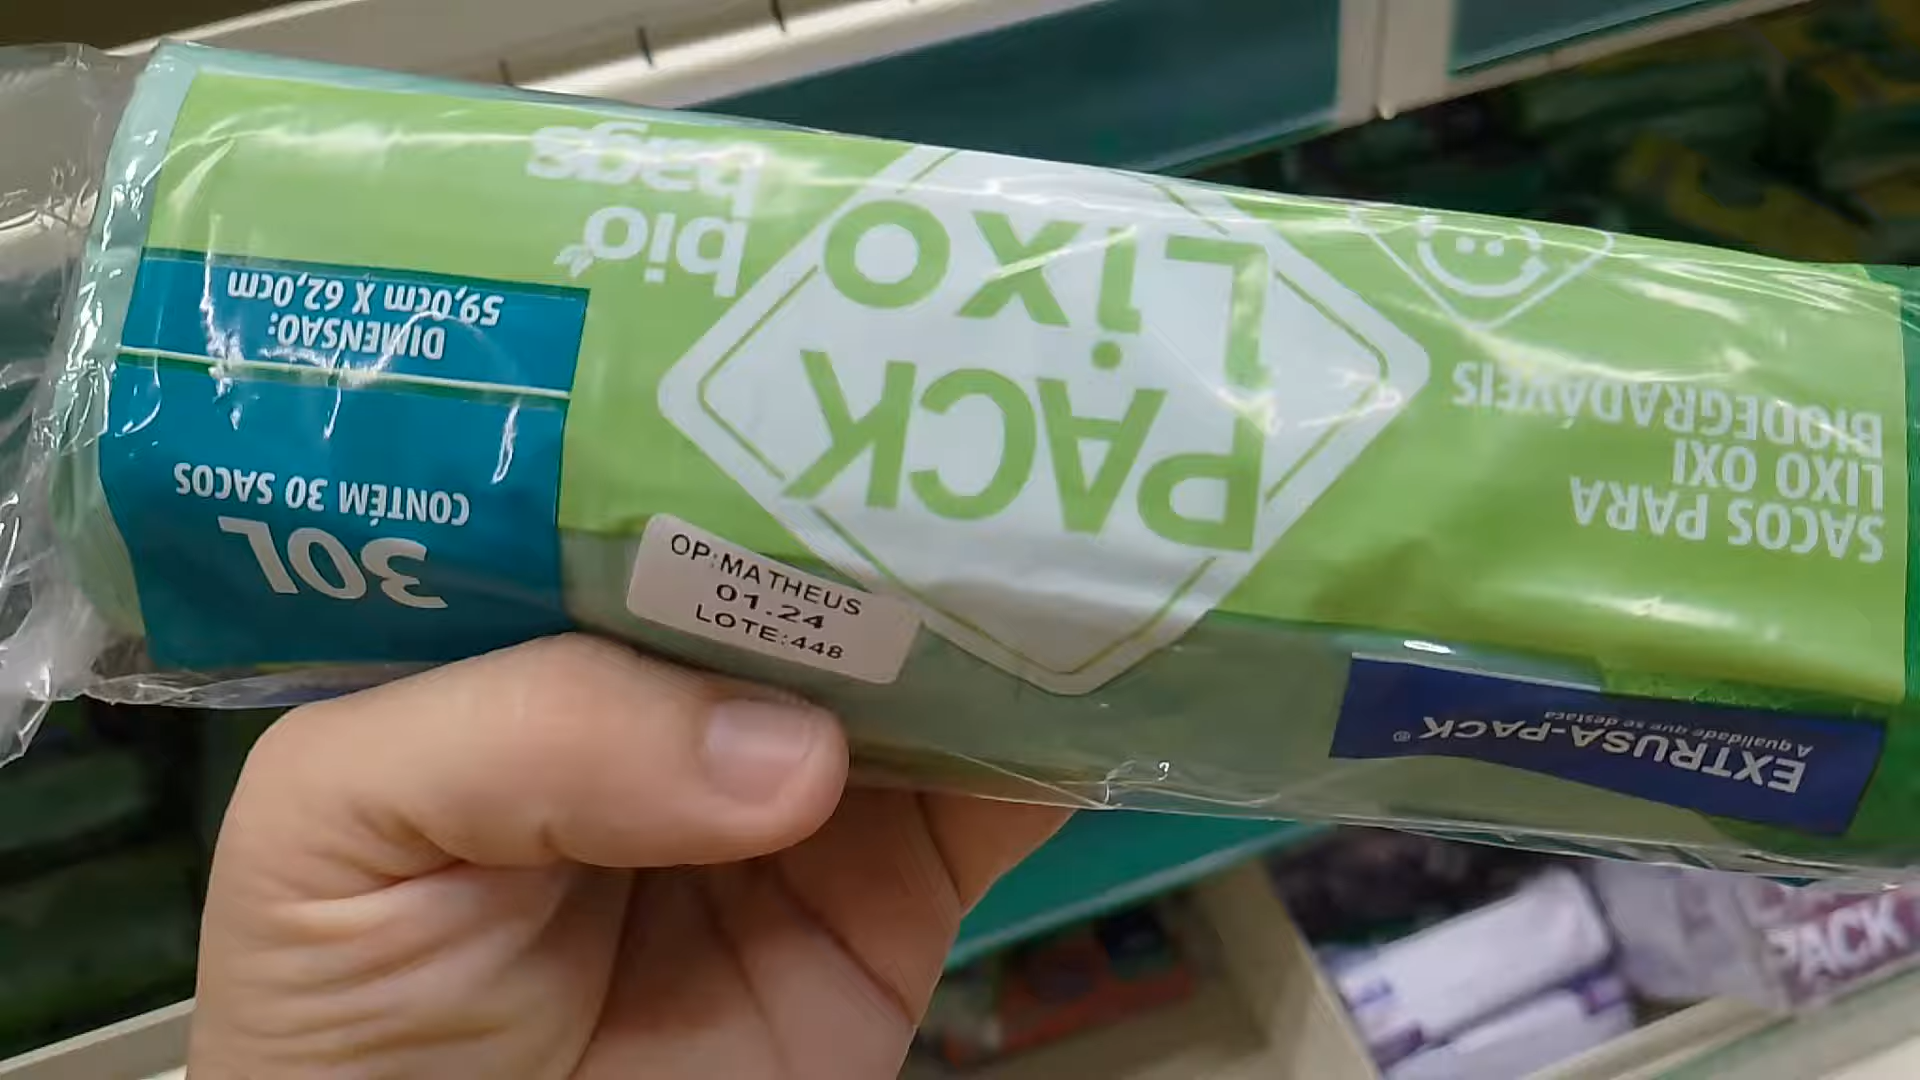 EXTRUSA-PACK®
A qualidade que se destaca
SACOS PARA
LIXO OXI
BIODEGRADÁVEIS
PACK
Lixo
bio
bags
30L
CONTÉM 30 SACOS
DIMENSÃO:
59,0cm X 62,0cm
OP:MATHEUS
01.24
LOTE:448
PACK